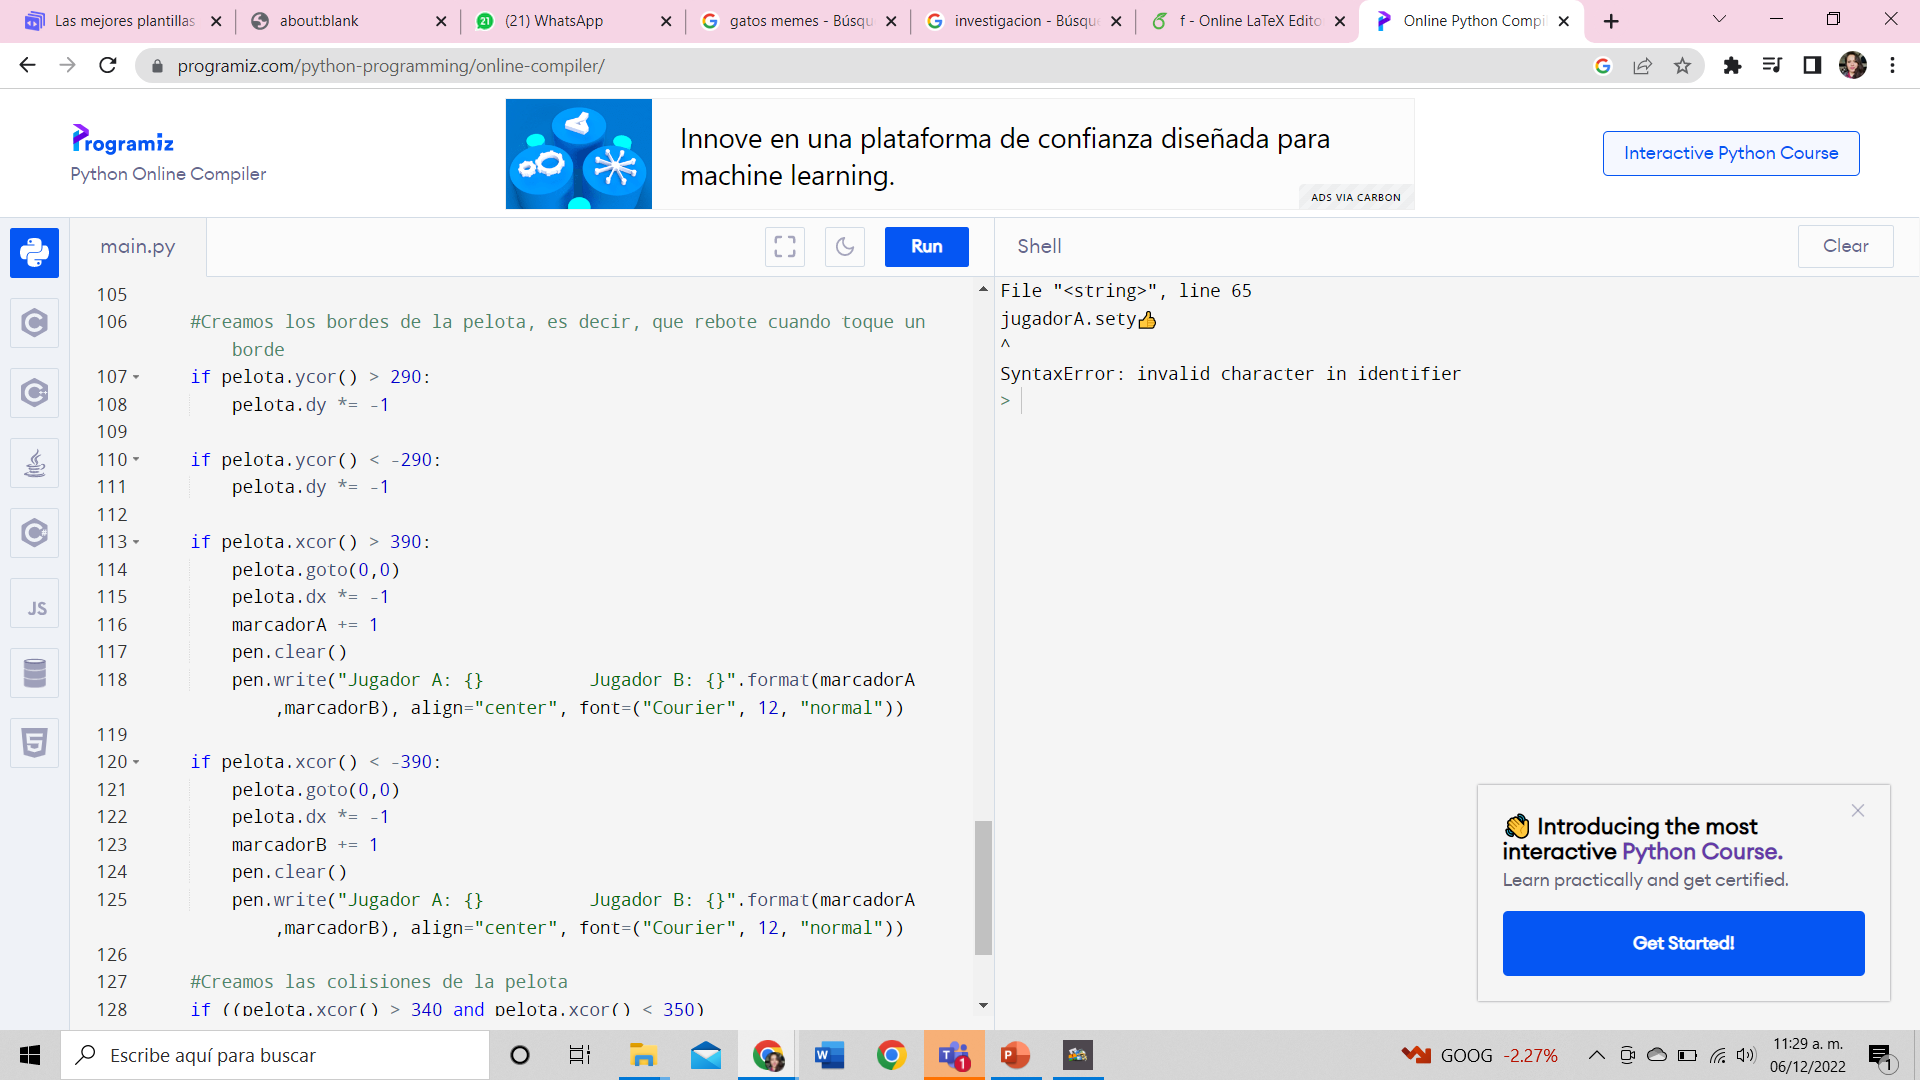 Las mejores plantillas
about:blank
(21) WhatsApp
gatos memes - Búsqu
investigacion - Búsque
f - Online LaTeX Edito
Online Python Compil
programiz.com/python-programming/online-compiler/
Programiz
Python Online Compiler
Innove en una plataforma de confianza diseñada para
machine learning.
ADS VIA CARBON
Interactive Python Course
main.py
Run
Shell
Clear
105
106 #Creamos los bordes de la pelota, es decir, que rebote cuando toque un
borde
107 if pelota.ycor() > 290:
108 pelota.dy *= -1
109
110 if pelota.ycor() < -290:
111 pelota.dy *= -1
112
113 if pelota.xcor() > 390:
114 pelota.goto(0,0)
115 pelota.dx *= -1
116 marcadorA += 1
117 pen.clear()
118 pen.write("Jugador A: {}          Jugador B: {}".format(marcadorA
,marcadorB), align="center", font=("Courier", 12, "normal"))
119
120 if pelota.xcor() < -390:
121 pelota.goto(0,0)
122 pelota.dx *= -1
123 marcadorB += 1
124 pen.clear()
125 pen.write("Jugador A: {}          Jugador B: {}".format(marcadorA
,marcadorB), align="center", font=("Courier", 12, "normal"))
126
127 #Creamos las colisiones de la pelota
128 if ((pelota.xcor() > 340 and pelota.xcor() < 350)
File "<string>", line 65
jugadorA.sety👍
^
SyntaxError: invalid character in identifier
>
JS
👋 Introducing the most
interactive Python Course.
Learn practically and get certified.
Get Started!
Escribe aquí para buscar
GOOG -2.27%
11:29 a. m.
06/12/2022
1